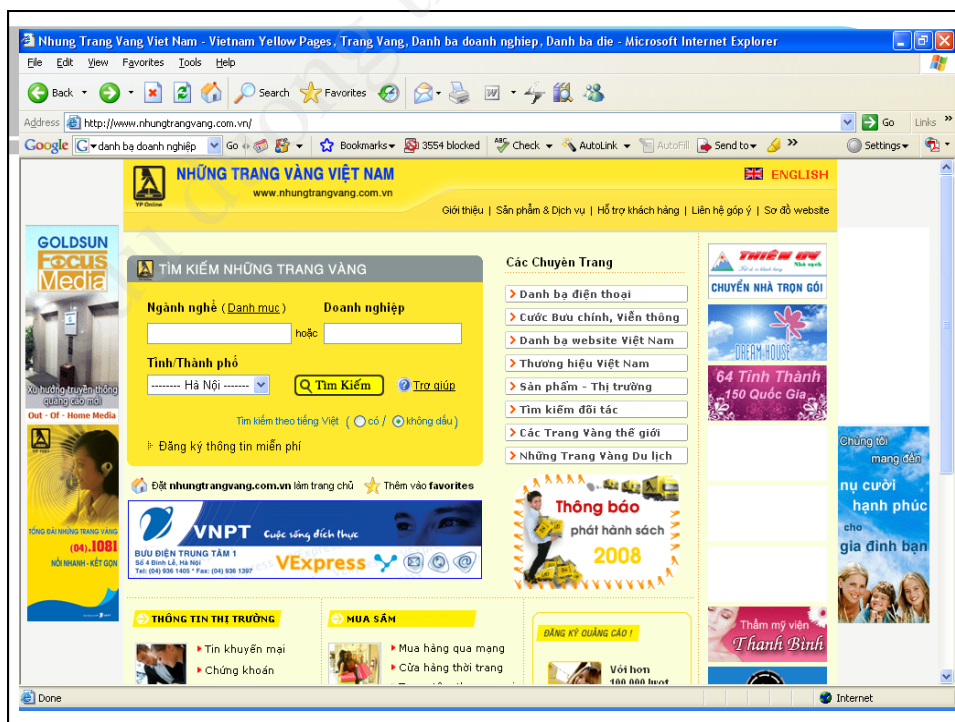 Nhung Trang Vang Viet Nam - Vietnam Yellow Pages, Trang Vang, Danh ba doanh nghiep, Danh ba die - Microsoft Internet Explorer
File Edit View Favorites Tools Help
Back Search Favorites
Address http://www.nhungtrangvang.com.vn/ Go Links »
Google danh bạ doanh nghiệp Go Bookmarks 3554 blocked Check AutoLink AutoFill Send to » Settings
NHỮNG TRANG VÀNG VIỆT NAM
www.nhungtrangvang.com.vn
YP Online
ENGLISH
Giới thiệu | Sản phẩm & Dịch vụ | Hỗ trợ khách hàng | Liên hệ góp ý | Sơ đồ website
GOLDSUN
Focus
Media
Xu hướng truyền thông
quảng cáo mới
Out - Of - Home Media
TỔNG ĐÀI NHỮNG TRANG VÀNG
(04).1081
NỐI NHANH - KẾT GỌN
TÌM KIẾM NHỮNG TRANG VÀNG
Ngành nghề (Danh mục) Doanh nghiệp
hoặc
Tỉnh/Thành phố
-------- Hà Nội ------- Tìm Kiếm Trợ giúp
Tìm kiếm theo tiếng Việt ( có / không dấu )
Đăng ký thông tin miễn phí
Đặt nhungtrangvang.com.vn làm trang chủ Thêm vào favorites
VNPT Cuộc sống đích thực
BƯU ĐIỆN TRUNG TÂM 1
Số 4 Đinh Lễ, Hà Nội
Tel: (04) 936 1405 * Fax: (04) 936 1397
VExpress
Các Chuyên Trang
Danh bạ điện thoại
Cước Bưu chính, Viễn thông
Danh bạ website Việt Nam
Thương hiệu Việt Nam
Sản phẩm - Thị trường
Tìm kiếm đối tác
Các Trang Vàng thế giới
Những Trang Vàng Du lịch
Thông báo
phát hành sách
2008
THIÊN
CHUYỂN NHÀ TRỌN GÓI
DREAM HOUSE
64 Tỉnh Thành
150 Quốc Gia
Thẩm mỹ viện
Thanh Bình
Chúng tôi
mang đến
nụ cười
hạnh phúc
cho
gia đình bạn
THÔNG TIN THỊ TRƯỜNG
Tin khuyến mại
Chứng khoán
MUA SẮM
Mua hàng qua mạng
Cửa hàng thời trang
ĐĂNG KÝ QUẢNG CÁO !
Với hơn
100.000 lượt
Done Internet